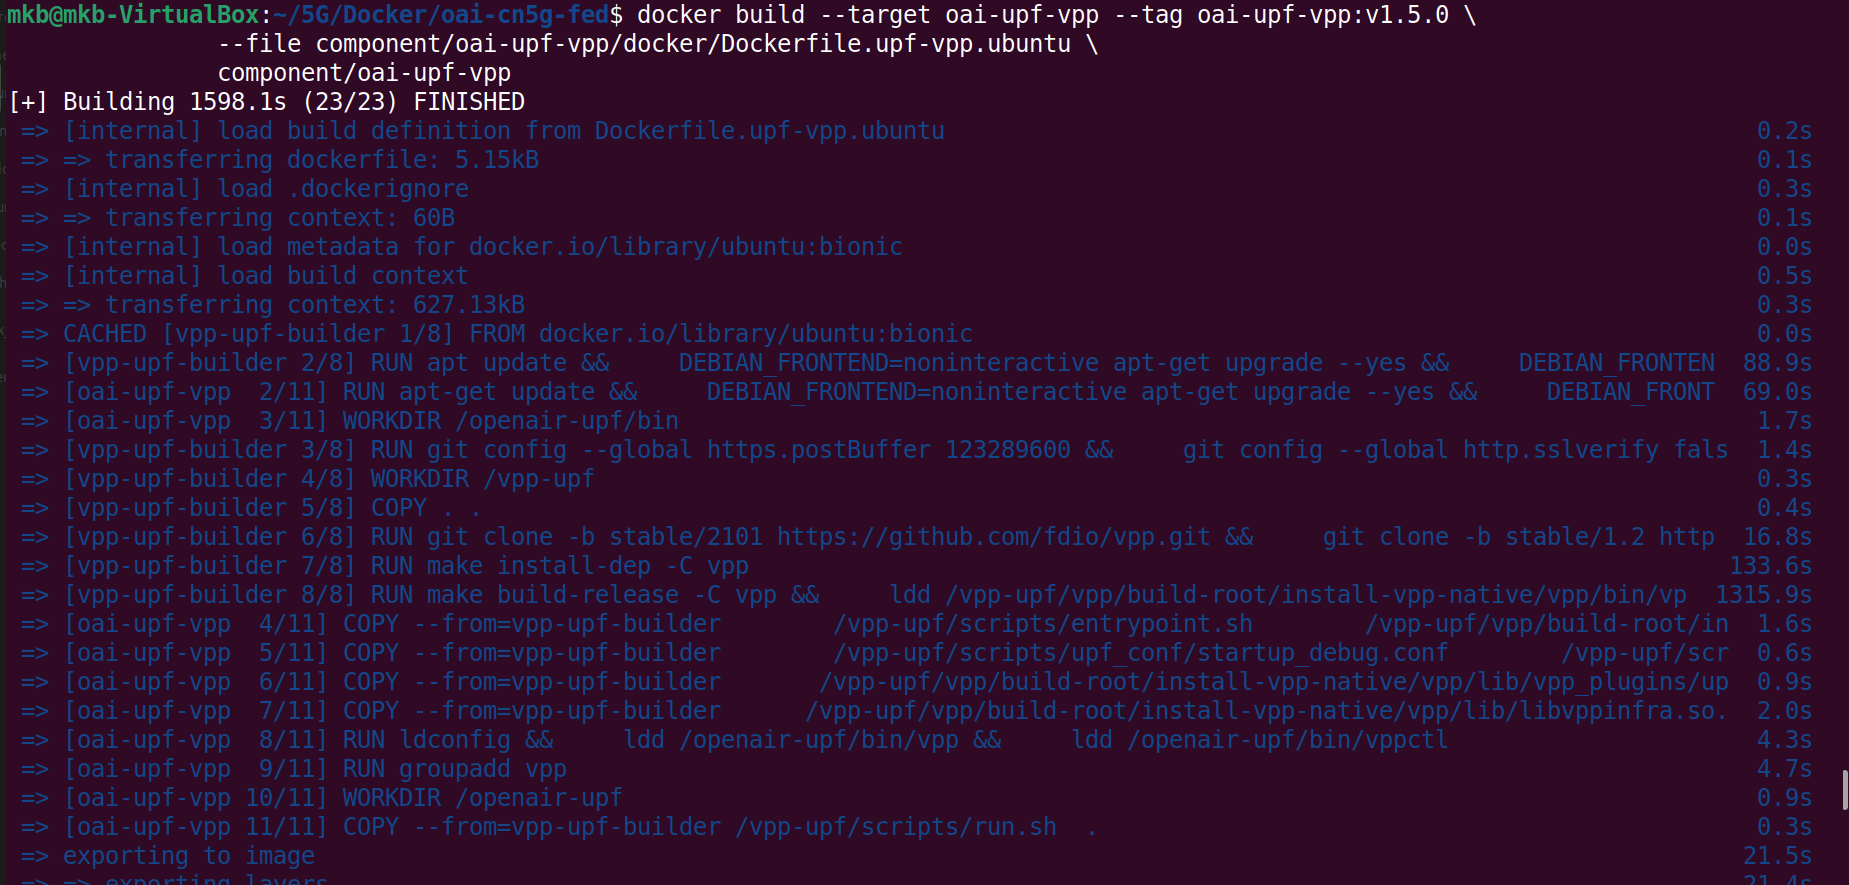 mkb@mkb-VirtualBox:~/5G/Docker/oai-cn5g-fed$ docker build --target oai-upf-vpp --tag oai-upf-vpp:v1.5.0 \
--file component/oai-upf-vpp/docker/Dockerfile.upf-vpp.ubuntu \
component/oai-upf-vpp
[+] Building 1598.1s (23/23) FINISHED
=> [internal] load build definition from Dockerfile.upf-vpp.ubuntu 0.2s
=> => transferring dockerfile: 5.15kB 0.1s
=> [internal] load .dockerignore 0.3s
=> => transferring context: 60B 0.1s
=> [internal] load metadata for docker.io/library/ubuntu:bionic 0.0s
=> [internal] load build context 0.5s
=> => transferring context: 627.13kB 0.3s
=> CACHED [vpp-upf-builder 1/8] FROM docker.io/library/ubuntu:bionic 0.0s
=> [vpp-upf-builder 2/8] RUN apt update &&     DEBIAN_FRONTEND=noninteractive apt-get upgrade --yes &&     DEBIAN_FRONTEN 88.9s
=> [oai-upf-vpp  2/11] RUN apt-get update &&     DEBIAN_FRONTEND=noninteractive apt-get upgrade --yes &&     DEBIAN_FRONT 69.0s
=> [oai-upf-vpp  3/11] WORKDIR /openair-upf/bin 1.7s
=> [vpp-upf-builder 3/8] RUN git config --global https.postBuffer 123289600 &&     git config --global http.sslverify fals 1.4s
=> [vpp-upf-builder 4/8] WORKDIR /vpp-upf 0.3s
=> [vpp-upf-builder 5/8] COPY . . 0.4s
=> [vpp-upf-builder 6/8] RUN git clone -b stable/2101 https://github.com/fdio/vpp.git &&     git clone -b stable/1.2 http 16.8s
=> [vpp-upf-builder 7/8] RUN make install-dep -C vpp 133.6s
=> [vpp-upf-builder 8/8] RUN make build-release -C vpp &&     ldd /vpp-upf/vpp/build-root/install-vpp-native/vpp/bin/vp 1315.9s
=> [oai-upf-vpp  4/11] COPY --from=vpp-upf-builder        /vpp-upf/scripts/entrypoint.sh        /vpp-upf/vpp/build-root/in 1.6s
=> [oai-upf-vpp  5/11] COPY --from=vpp-upf-builder        /vpp-upf/scripts/upf_conf/startup_debug.conf        /vpp-upf/scr 0.6s
=> [oai-upf-vpp  6/11] COPY --from=vpp-upf-builder       /vpp-upf/vpp/build-root/install-vpp-native/vpp/lib/vpp_plugins/up 0.9s
=> [oai-upf-vpp  7/11] COPY --from=vpp-upf-builder      /vpp-upf/vpp/build-root/install-vpp-native/vpp/lib/libvppinfra.so. 2.0s
=> [oai-upf-vpp  8/11] RUN ldconfig &&     ldd /openair-upf/bin/vpp &&     ldd /openair-upf/bin/vppctl 4.3s
=> [oai-upf-vpp  9/11] RUN groupadd vpp 4.7s
=> [oai-upf-vpp 10/11] WORKDIR /openair-upf 0.9s
=> [oai-upf-vpp 11/11] COPY --from=vpp-upf-builder /vpp-upf/scripts/run.sh  . 0.3s
=> exporting to image 21.5s
=> => exporting layers 21.4s